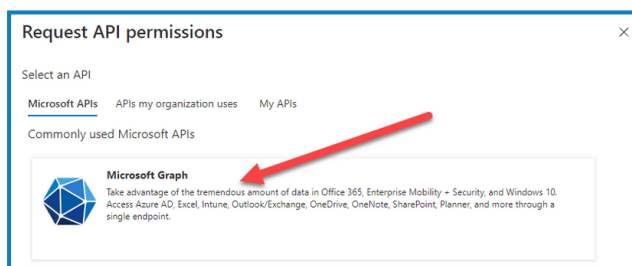 Request API permissions
Select an API
Microsoft APIs APIs my organization uses My APIs
Commonly used Microsoft APIs
Microsoft Graph
Take advantage of the tremendous amount of data in Office 365, Enterprise Mobility + Security, and Windows 10.
Access Azure AD, Excel, Intune, Outlook/Exchange, OneDrive, OneNote, SharePoint, Planner, and more through a
single endpoint.